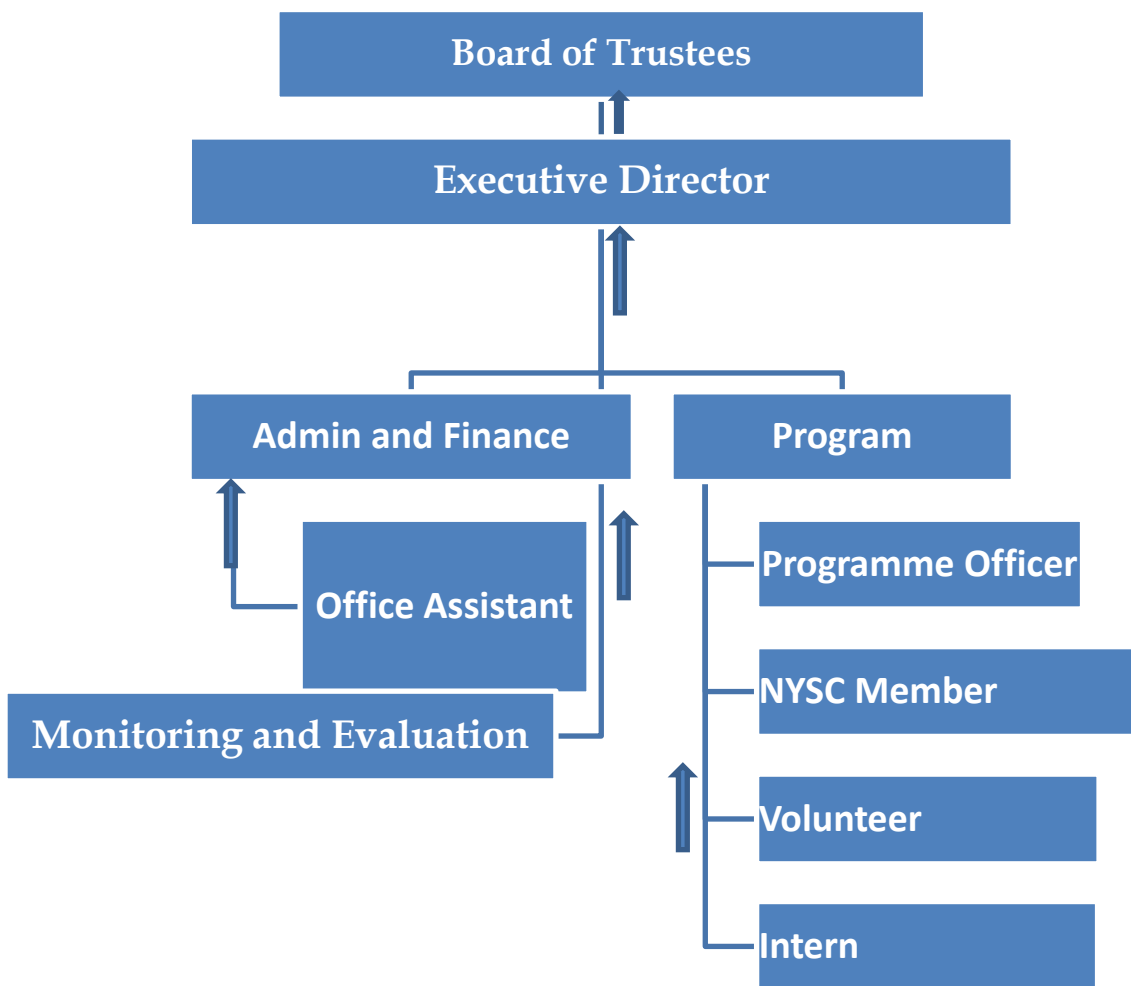 Board of Trustees
Executive Director
Admin and Finance
Program
Office Assistant
Monitoring and Evaluation
Programme Officer
NYSC Member
Volunteer
Intern